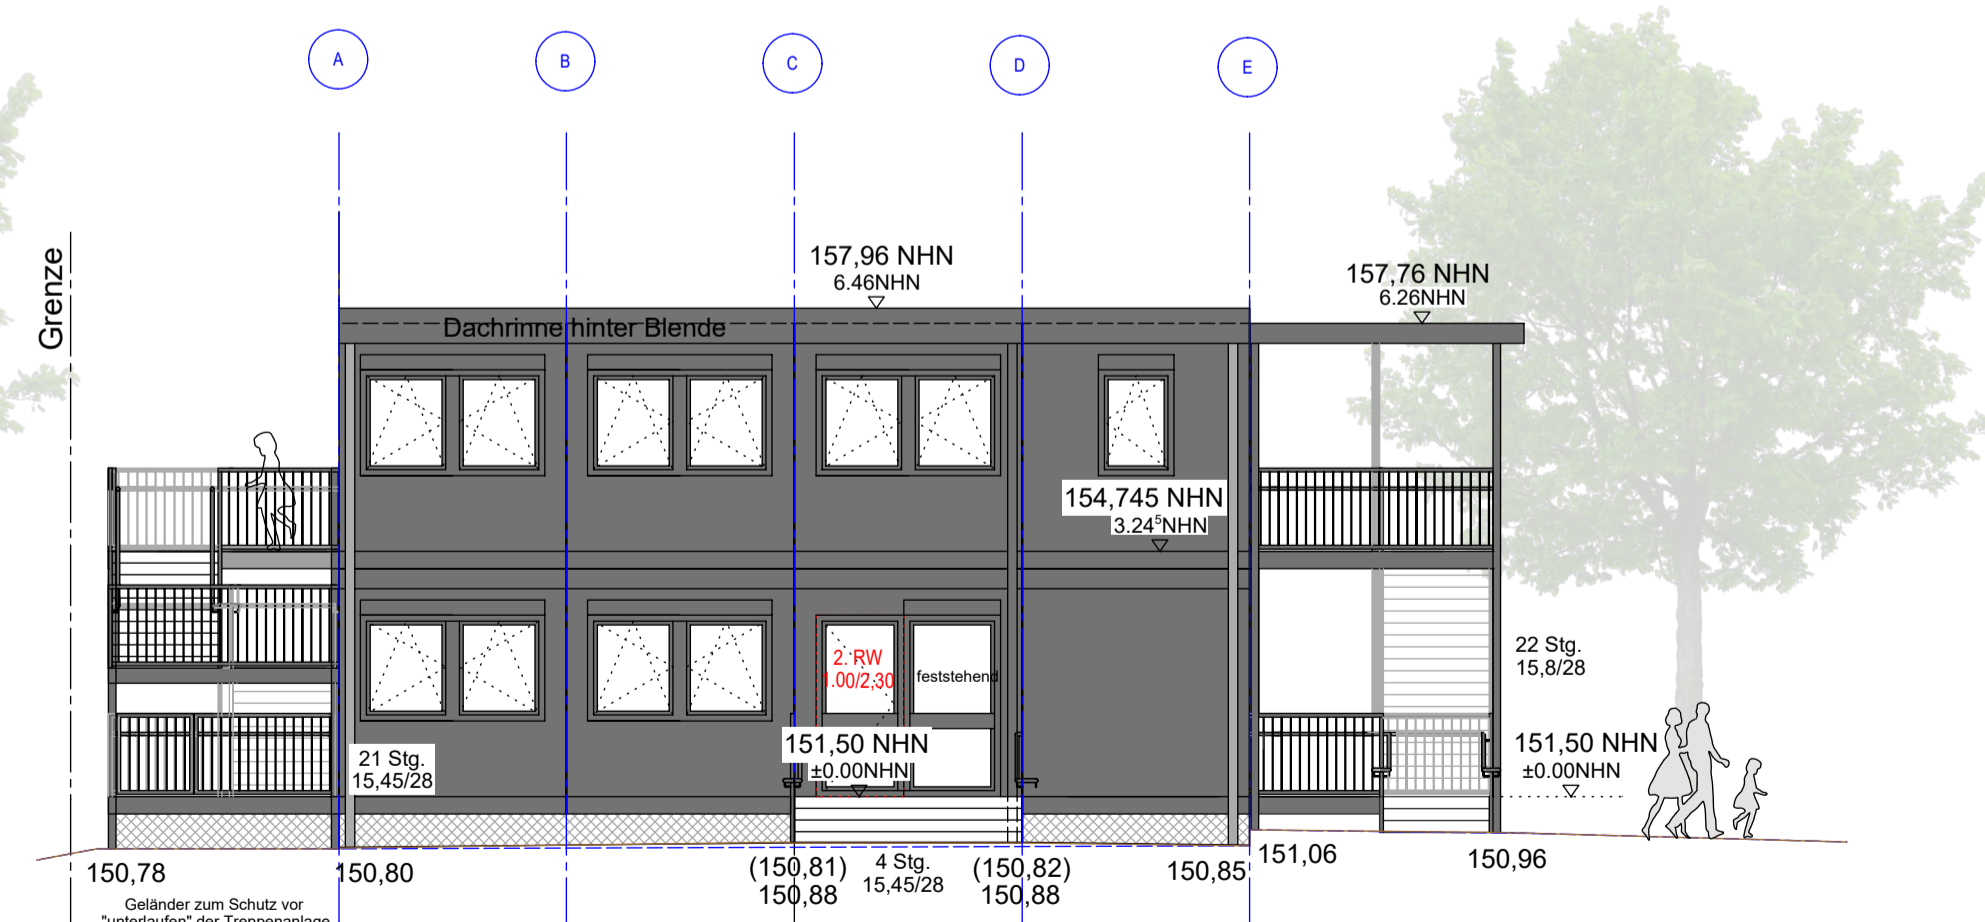 A
B
C
D
E
Grenze
157,96 NHN
6.46NHN
157,76 NHN
6.26NHN
Dachrinne hinter Blende
154,745 NHN
3.24⁵NHN
2. RW
1.00/2,30
feststehend
22 Stg.
15,8/28
151,50 NHN
±0.00NHN
151,50 NHN
±0.00NHN
21 Stg.
15,45/28
150,78
150,80
(150,81)
150,88
4 Stg.
15,45/28
(150,82)
150,88
150,85
151,06
150,96
Geländer zum Schutz vor
"unterlaufen" der Treppenanlage